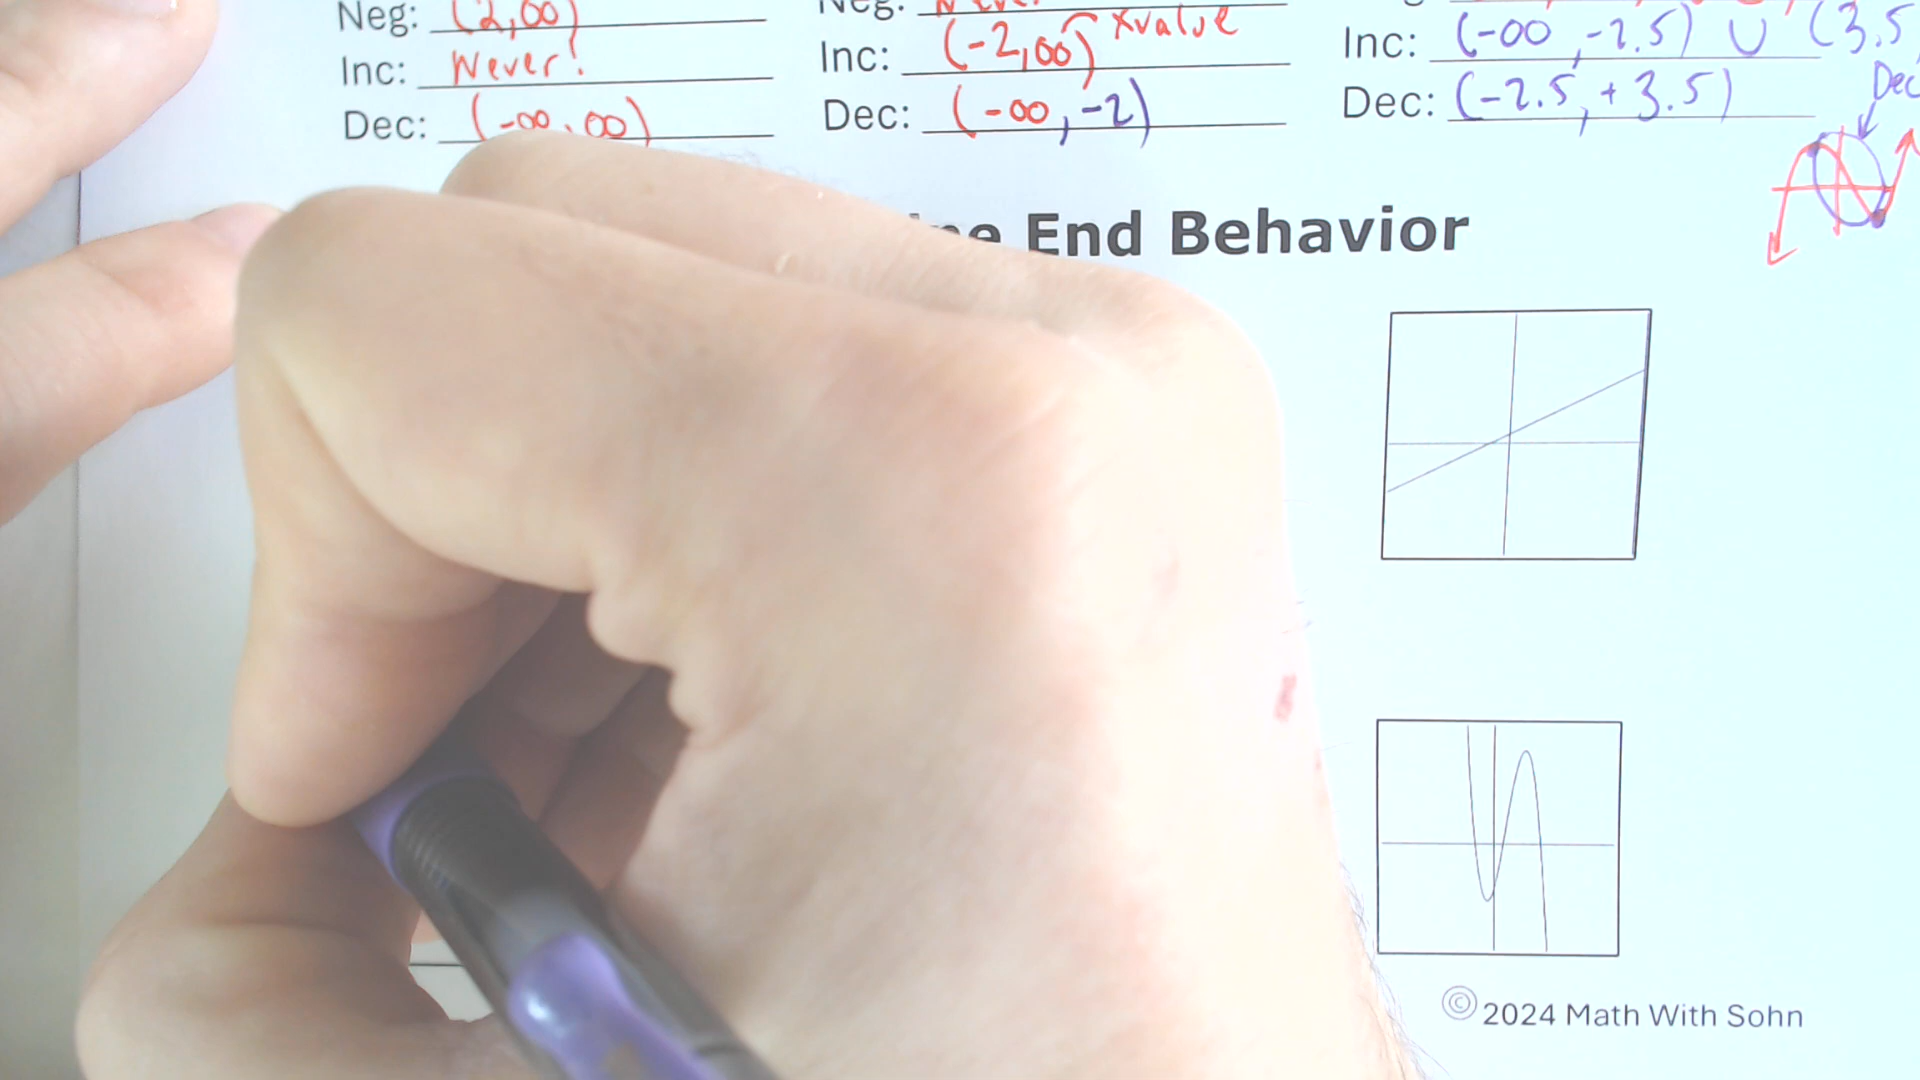 Neg: (2,∞)
Inc: Never!
Dec: (-∞,∞)
Neg:
Inc: (-2,∞) xvalue
Dec: (-∞,-2)
Inc: (-∞,-2.5) ∪ (3.5
Dec: (-2.5,+3.5)
Dec
End Behavior
© 2024 Math With Sohn